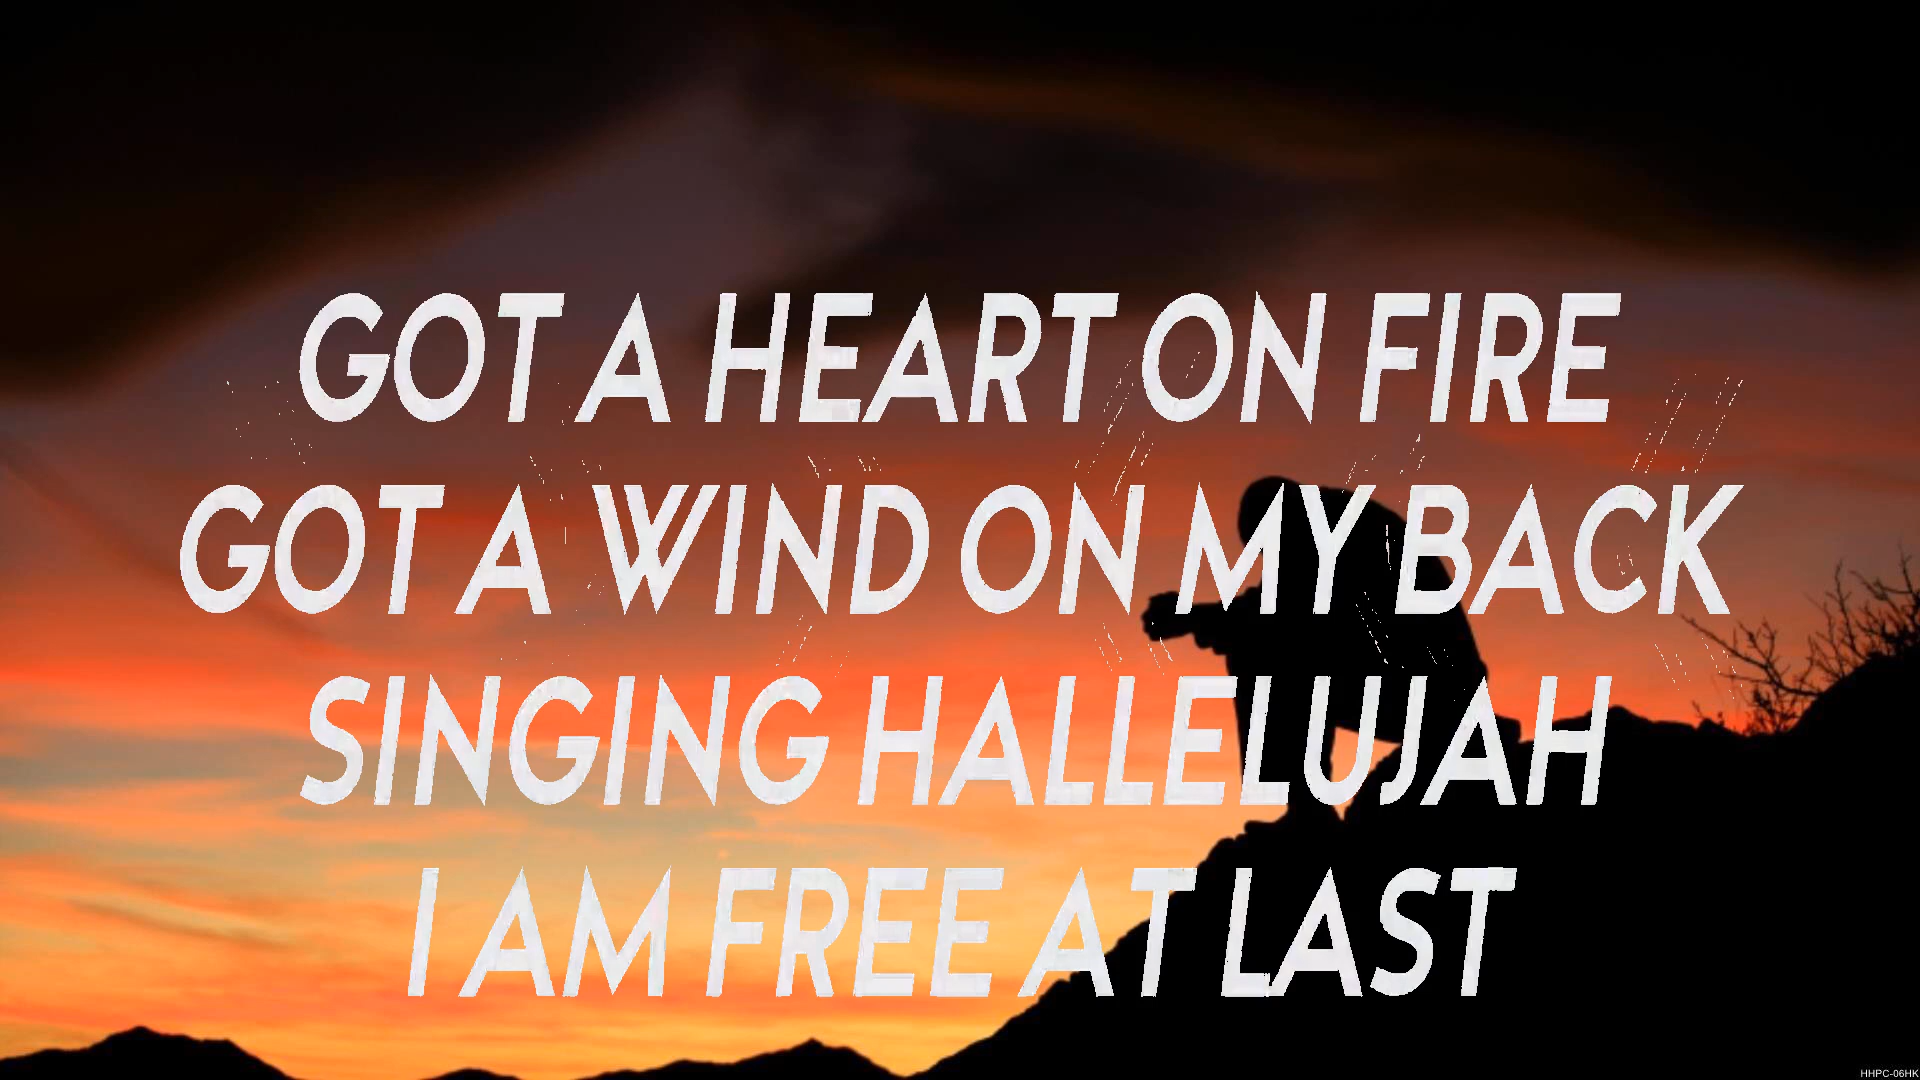 GOT A HEART ON FIRE
GOT A WIND ON MY BACK
SINGING HALLELUJAH
I AM FREE AT LAST
HHPC-06HK